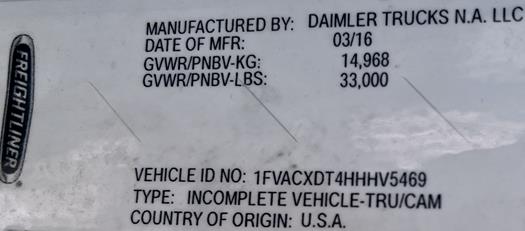 FREIGHTLINER
MANUFACTURED BY: DAIMLER TRUCKS N.A. LLC
DATE OF MFR: 03/16
GVWR/PNBV-KG: 14,968
GVWR/PNBV-LBS: 33,000
VEHICLE ID NO: 1FVACXDT4HHHV5469
TYPE: INCOMPLETE VEHICLE-TRU/CAM
COUNTRY OF ORIGIN: U.S.A.